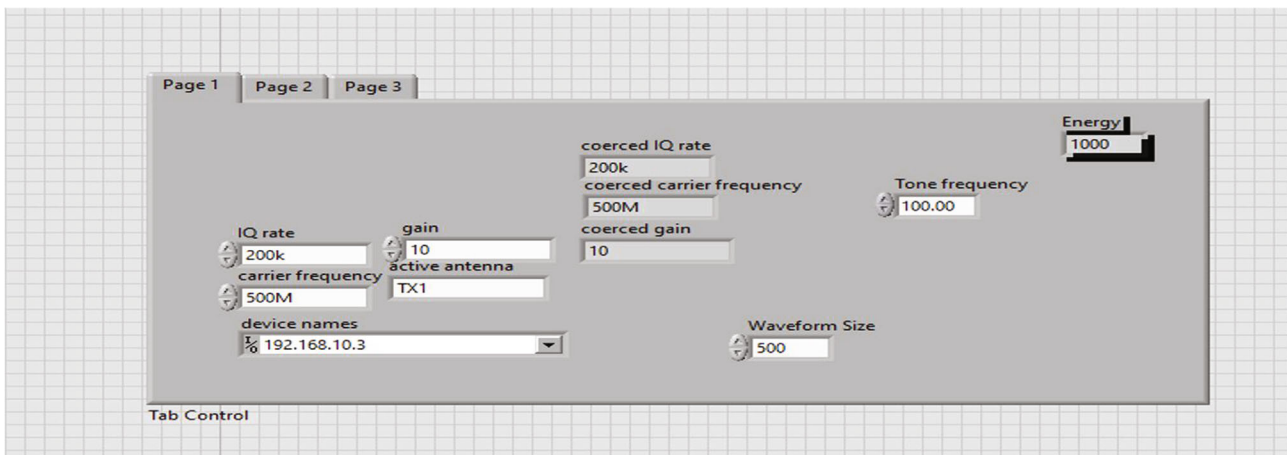 Page 1 Page 2 Page 3
Energy
1000
coerced IQ rate
200k
coerced carrier frequency
500M
coerced gain
10
Tone frequency
100.00
IQ rate
200k
gain
10
carrier frequency
500M
active antenna
TX1
device names
I/O 192.168.10.3
Waveform Size
500
Tab Control